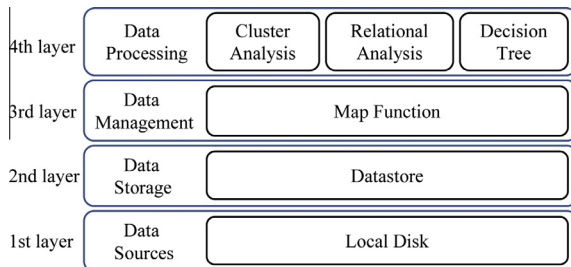 4th layer
Data
Processing
Cluster
Analysis
Relational
Analysis
Decision
Tree
3rd layer
Data
Management
Map Function
2nd layer
Data
Storage
Datastore
1st layer
Data
Sources
Local Disk